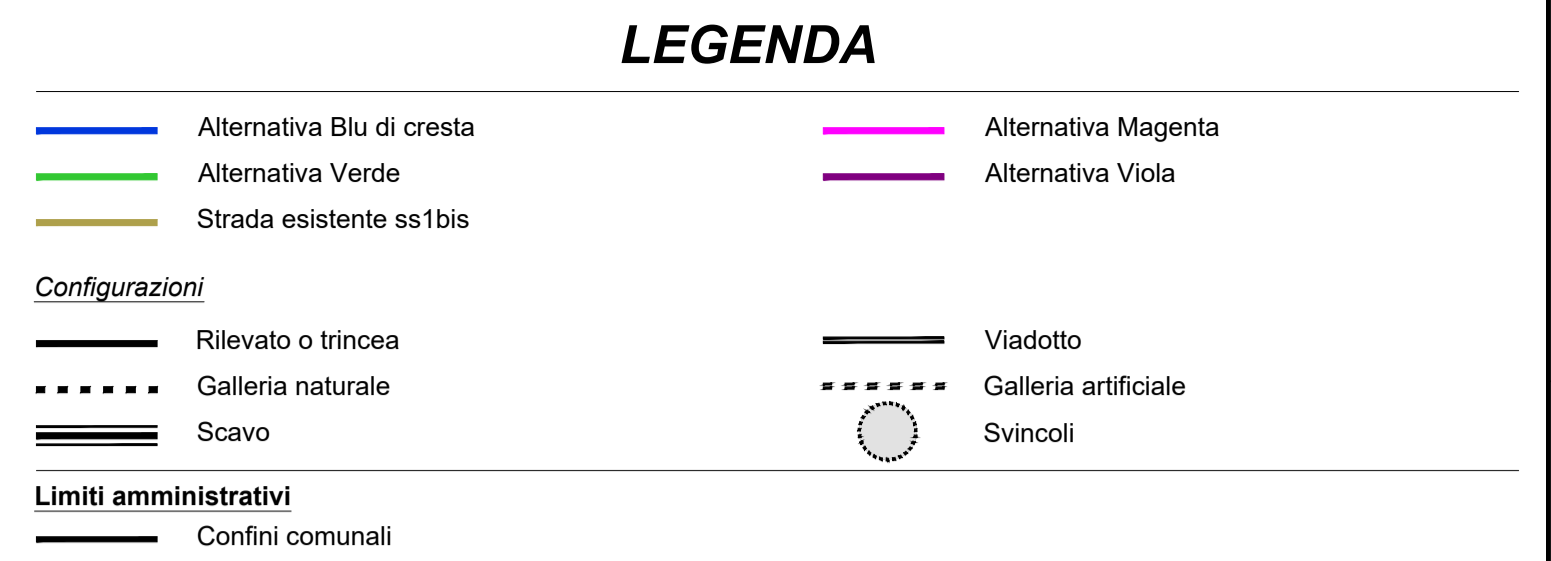 LEGENDA
Alternativa Blu di cresta
Alternativa Magenta
Alternativa Verde
Alternativa Viola
Strada esistente ss1bis
Configurazioni
Rilevato o trincea
Viadotto
Galleria naturale
Galleria artificiale
Scavo
Svincoli
Limiti amministrativi
Confini comunali